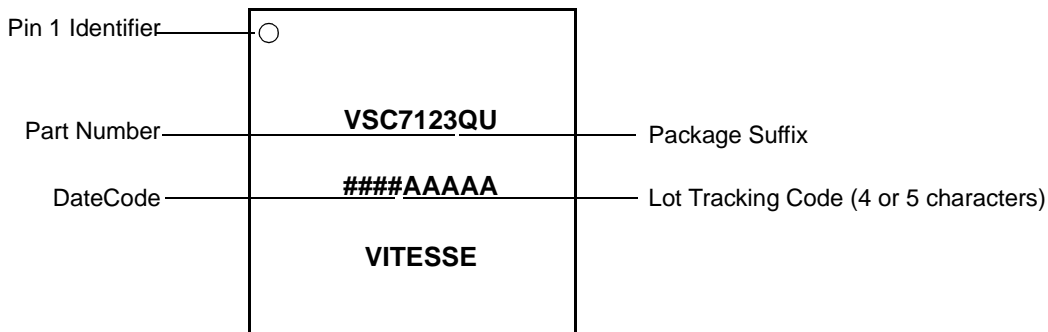 Pin 1 Identifier
VSC7123QU
Part Number
Package Suffix
####AAAAA
DateCode
Lot Tracking Code (4 or 5 characters)
VITESSE